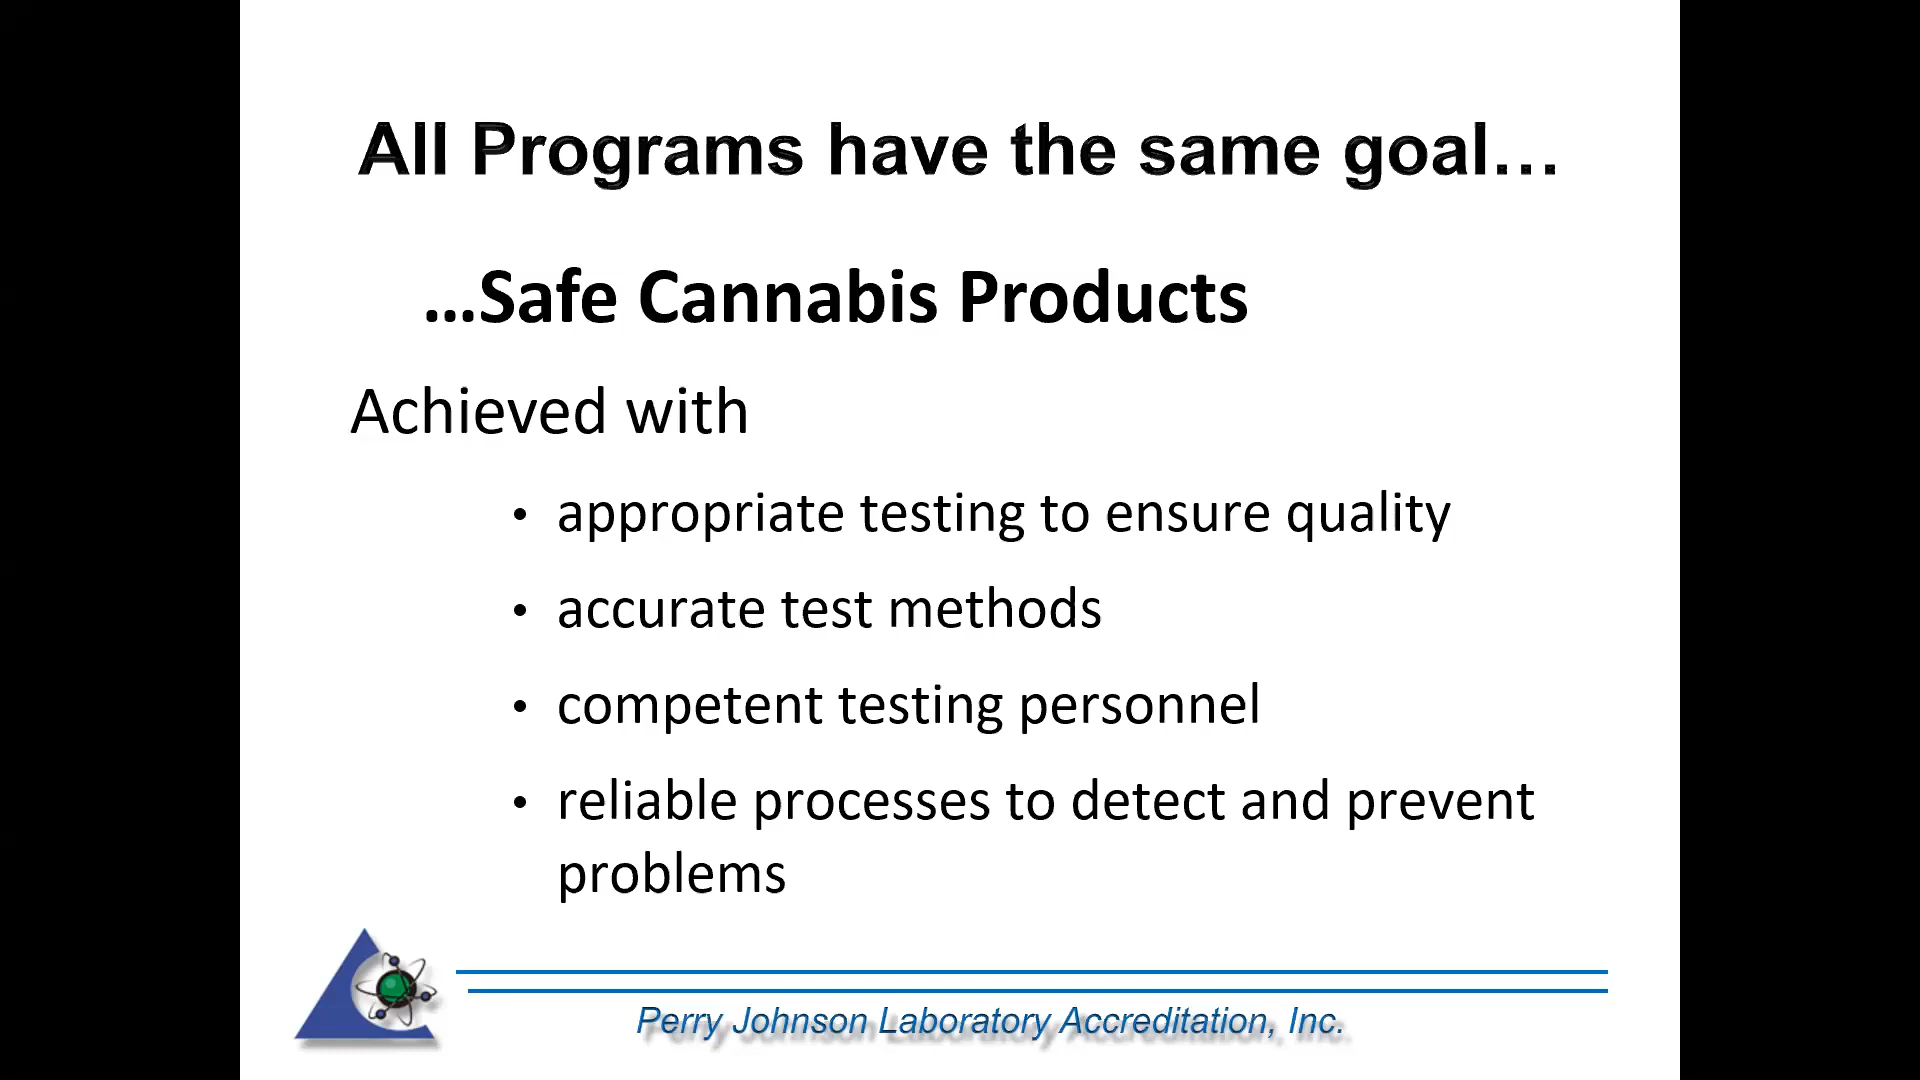 All Programs have the same goal…
…Safe Cannabis Products
Achieved with
• appropriate testing to ensure quality
• accurate test methods
• competent testing personnel
• reliable processes to detect and prevent
problems
Perry Johnson Laboratory Accreditation, Inc.